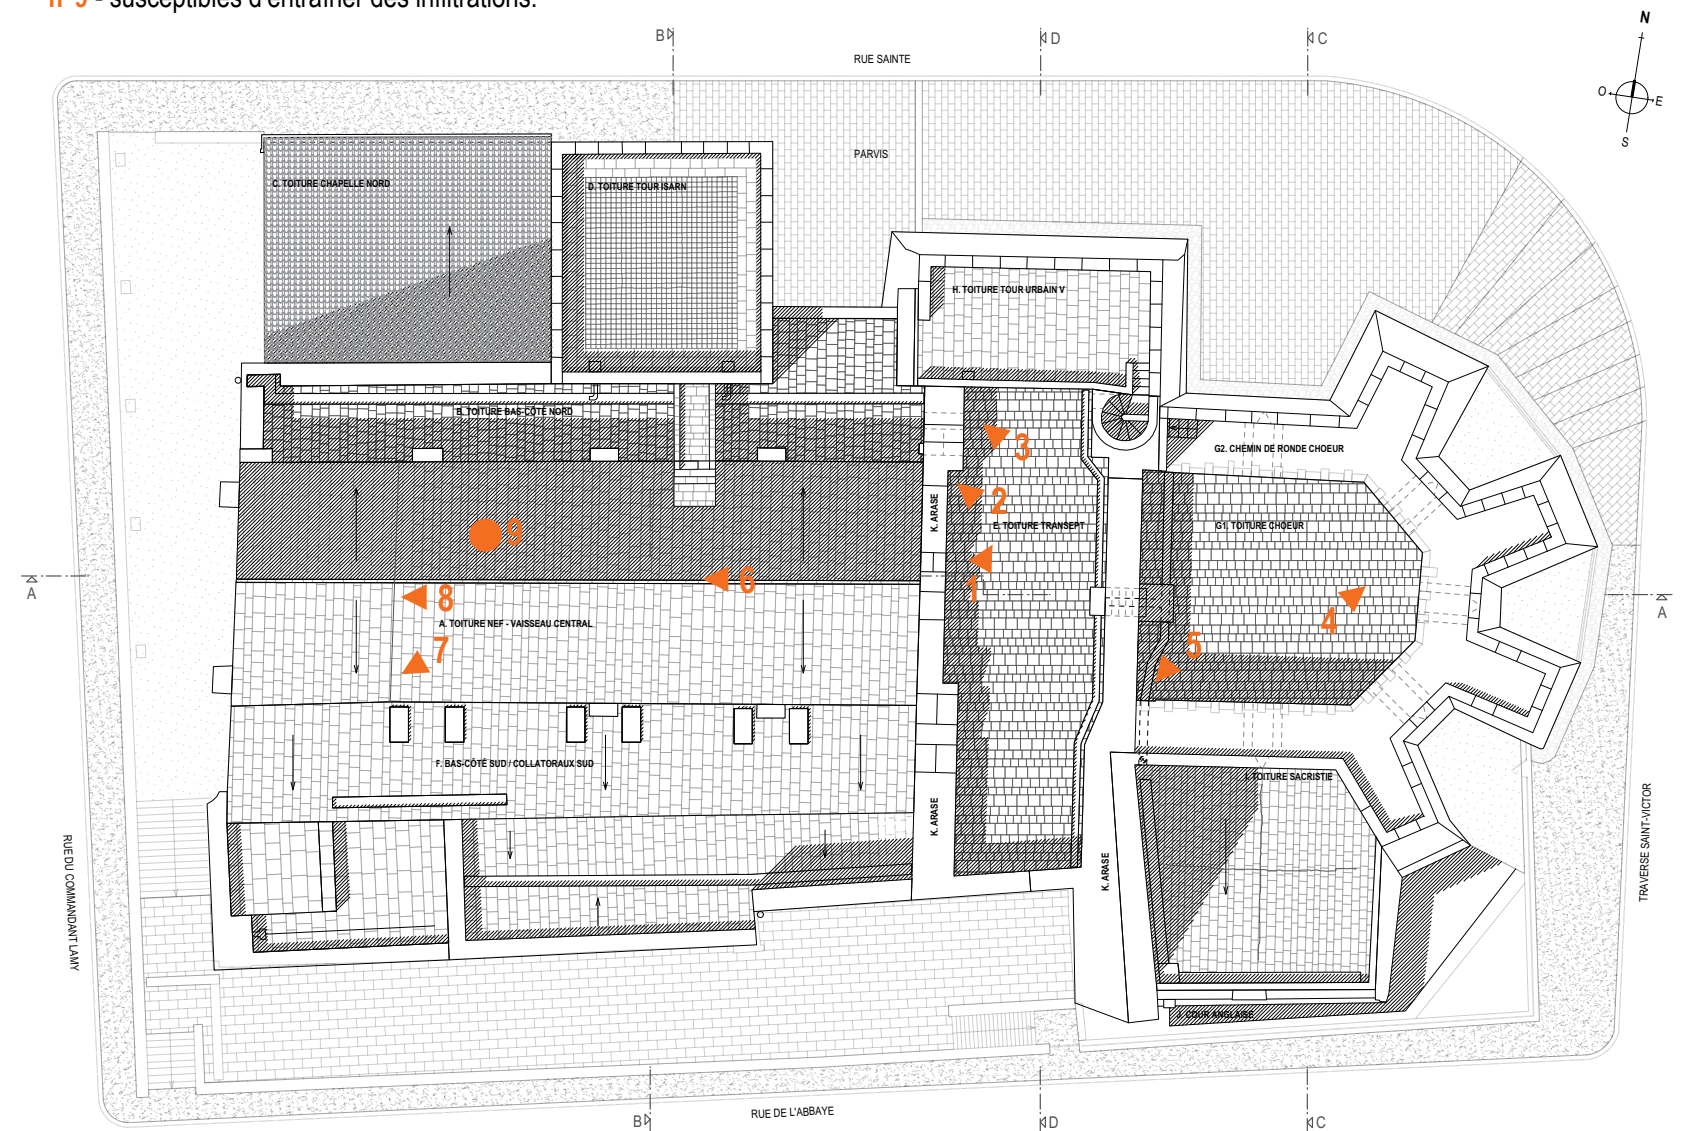 n°9 - susceptibles d'entraîner des infiltrations.
N
O
E
S
B
D
C
RUE SAINTE
PARVIS
C. TOITURE CHAPELLE NORD
D. TOITURE TOUR ISARN
H. TOITURE TOUR URBAIN V
B. TOITURE BAS-CÔTÉ NORD
3
G2. CHEMIN DE RONDE CHOEUR
2
K. ARASE
E. TOITURE TRANSEPT
G1. TOITURE CHOEUR
9
6
1
A
A
8
A. TOITURE NEF - VAISSEAU CENTRAL
4
7
5
F. BAS-CÔTÉ SUD / COLLATORAUX SUD
I. TOITURE SACRISTIE
K. ARASE
K. ARASE
RUE DU COMMANDANT LAMY
TRAVERSE SAINT-VICTOR
J. COUR ANGLAISE
RUE DE L'ABBAYE
B
D
C